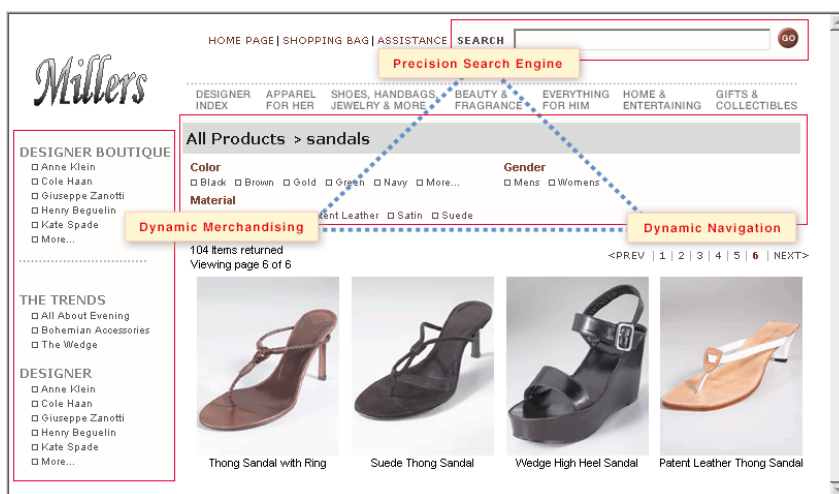 HOME PAGE| SHOPPING BAG| ASSISTANCE SEARCH GO
Precision Search Engine
Millers
DESIGNER INDEX
APPAREL FOR HER
SHOES, HANDBAGS, JEWELRY & MORE
BEAUTY & FRAGRANCE
EVERYTHING FOR HIM
HOME & ENTERTAINING
GIFTS & COLLECTIBLES
DESIGNER BOUTIQUE
Anne Klein
Cole Haan
Giuseppe Zanotti
Henry Beguelin
Kate Spade
More...
THE TRENDS
All About Evening
Bohemian Accessories
The Wedge
DESIGNER
Anne Klein
Cole Haan
Giuseppe Zanotti
Henry Beguelin
Kate Spade
More...
All Products > sandals
Color
Black Brown Gold Green Navy More...
Gender
Mens Womens
Material
Leather Satin Suede
Dynamic Merchandising
Dynamic Navigation
104 Items returned
Viewing page 6 of 6
<PREV | 1 | 2 | 3 | 4 | 5 | 6 | NEXT>
Thong Sandal with Ring
Suede Thong Sandal
Wedge High Heel Sandal
Patent Leather Thong Sandal